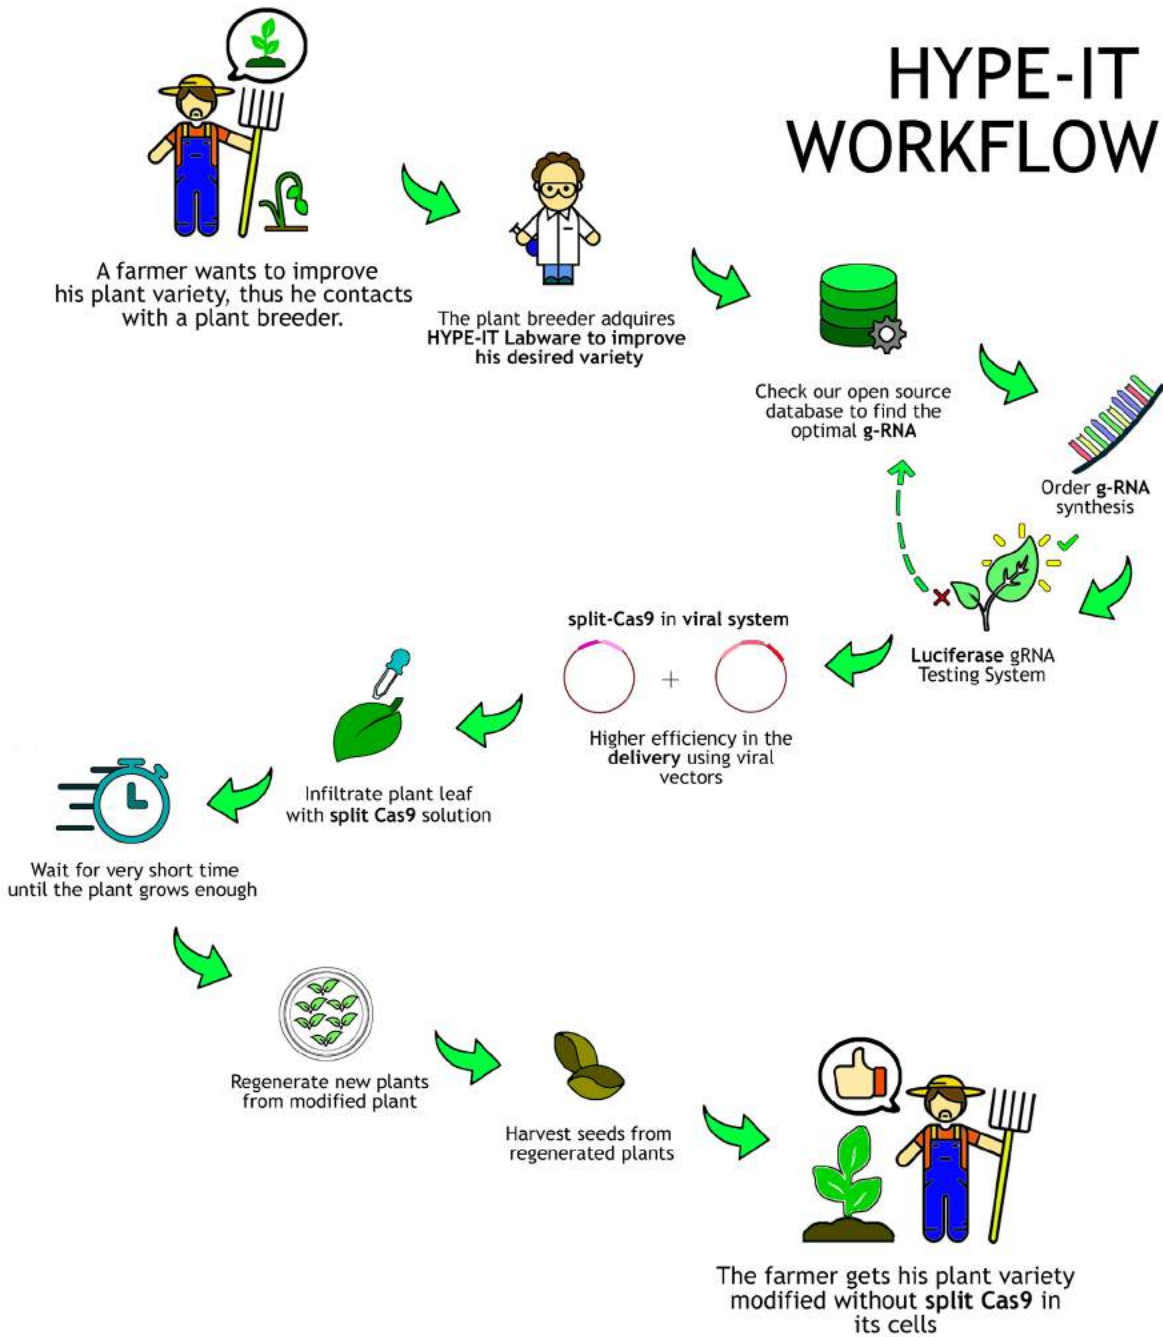 HYPE-IT
WORKFLOW
A farmer wants to improve
his plant variety, thus he contacts
with a plant breeder.
The plant breeder adquires
HYPE-IT Labware to improve
his desired variety
Check our open source
database to find the
optimal g-RNA
Order g-RNA
synthesis
Luciferase gRNA
Testing System
split-Cas9 in viral system
+
Higher efficiency in the
delivery using viral
vectors
Infiltrate plant leaf
with split Cas9 solution
Wait for very short time
until the plant grows enough
Regenerate new plants
from modified plant
Harvest seeds from
regenerated plants
The farmer gets his plant variety
modified without split Cas9 in
its cells